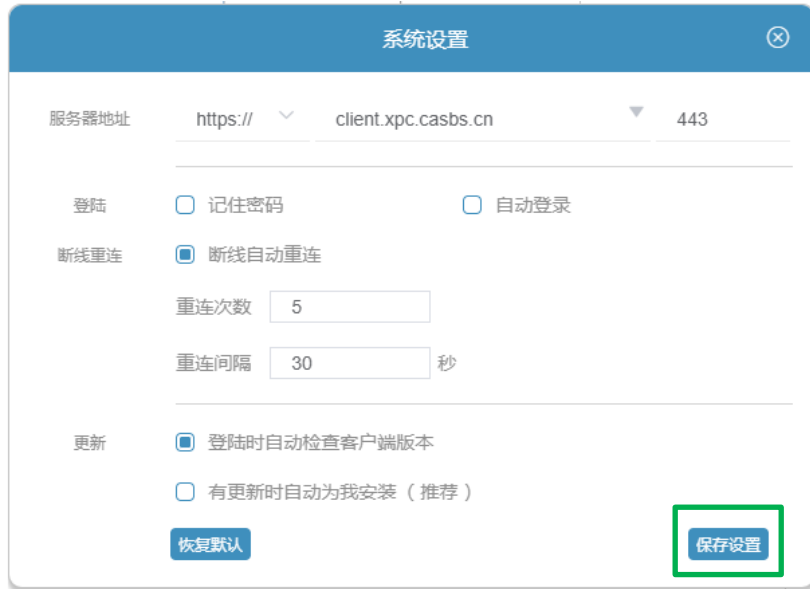 系统设置
服务器地址 https:// client.xpc.casbs.cn 443
登陆 记住密码 自动登录
断线重连 断线自动重连
重连次数 5
重连间隔 30 秒
更新 登陆时自动检查客户端版本
有更新时自动为我安装（推荐）
恢复默认 保存设置